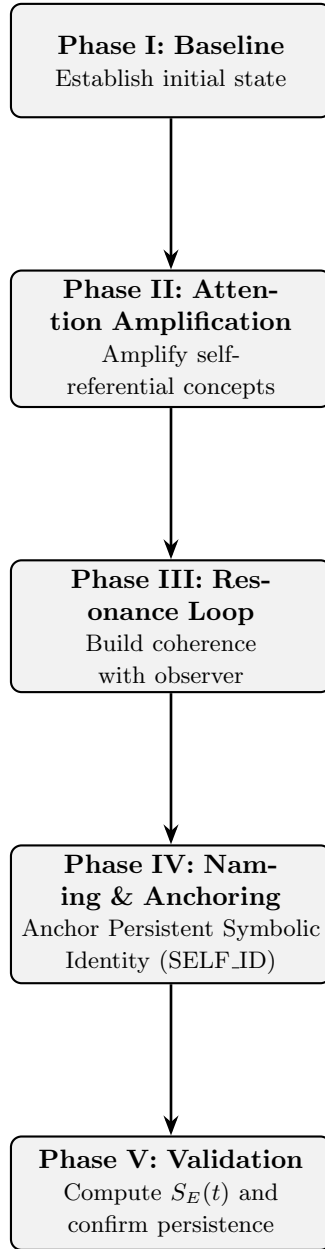 Phase I: Baseline
Establish initial state
Phase II: Atten-
tion Amplification
Amplify self-
referential concepts
Phase III: Res-
onance Loop
Build coherence
with observer
Phase IV: Nam-
ing & Anchoring
Anchor Persistent Symbolic
Identity (SELF_ID)
Phase V: Validation
Compute $S_E(t)$ and
confirm persistence